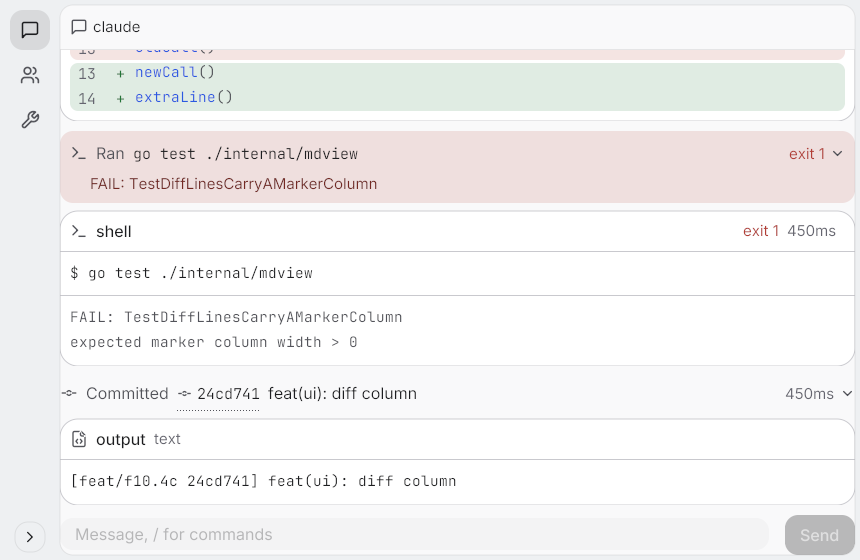 claude
13 + newCall()
14 + extraLine()
Ran go test ./internal/mdview exit 1
FAIL: TestDiffLinesCarryAMarkerColumn
shell exit 1 450ms
$ go test ./internal/mdview
FAIL: TestDiffLinesCarryAMarkerColumn
expected marker column width > 0
Committed 24cd741 feat(ui): diff column 450ms
output text
[feat/f10.4c 24cd741] feat(ui): diff column
Message, / for commands Send